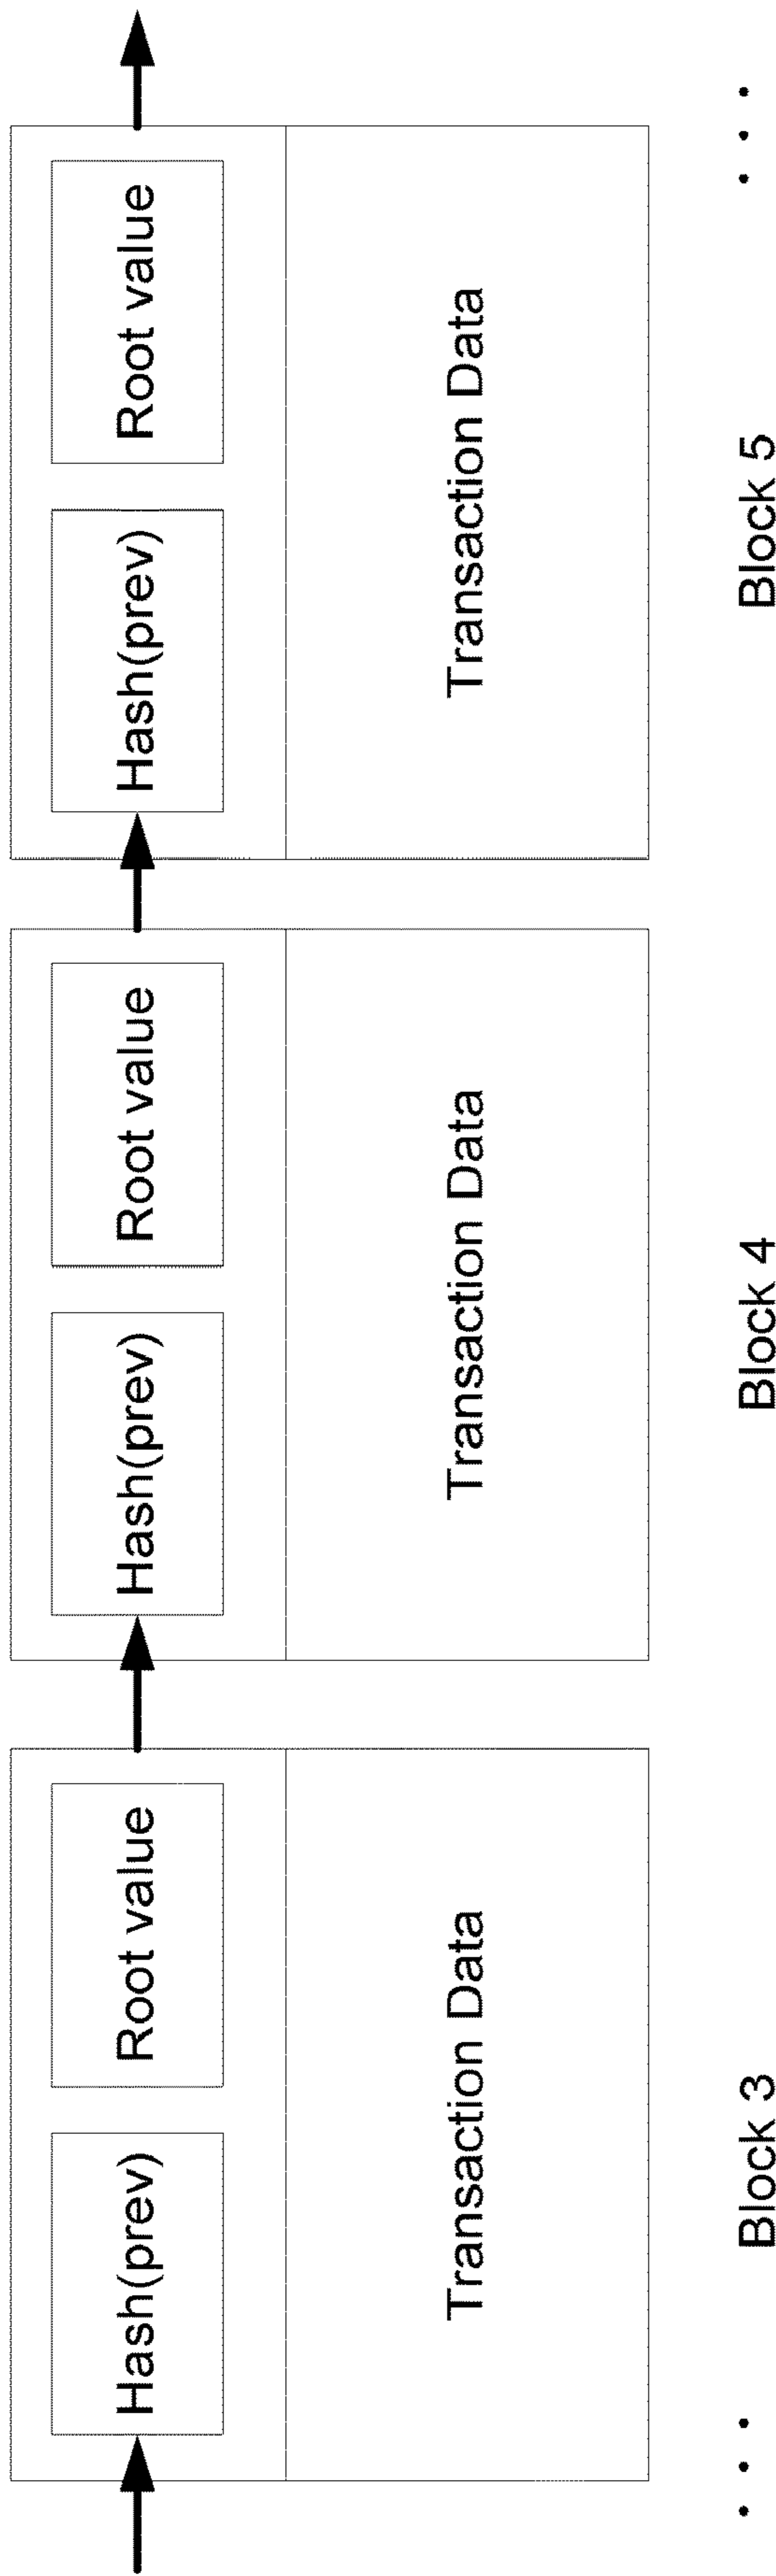 Hash(prev)
Root value
Transaction Data
Block 3
Hash(prev)
Root value
Transaction Data
Block 4
Hash(prev)
Root value
Transaction Data
Block 5